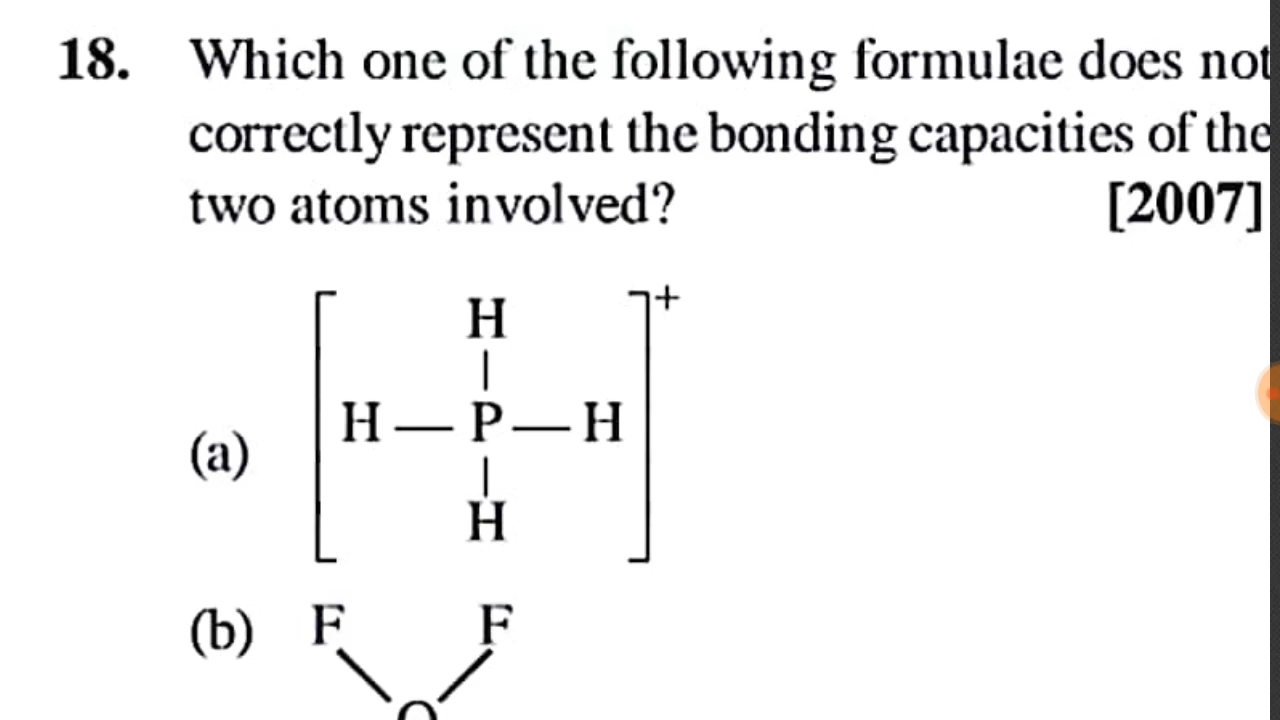 18. Which one of the following formulae does not
correctly represent the bonding capacities of the
two atoms involved? [2007]
H
+
H — P — H
(a)
H
(b) F F
O